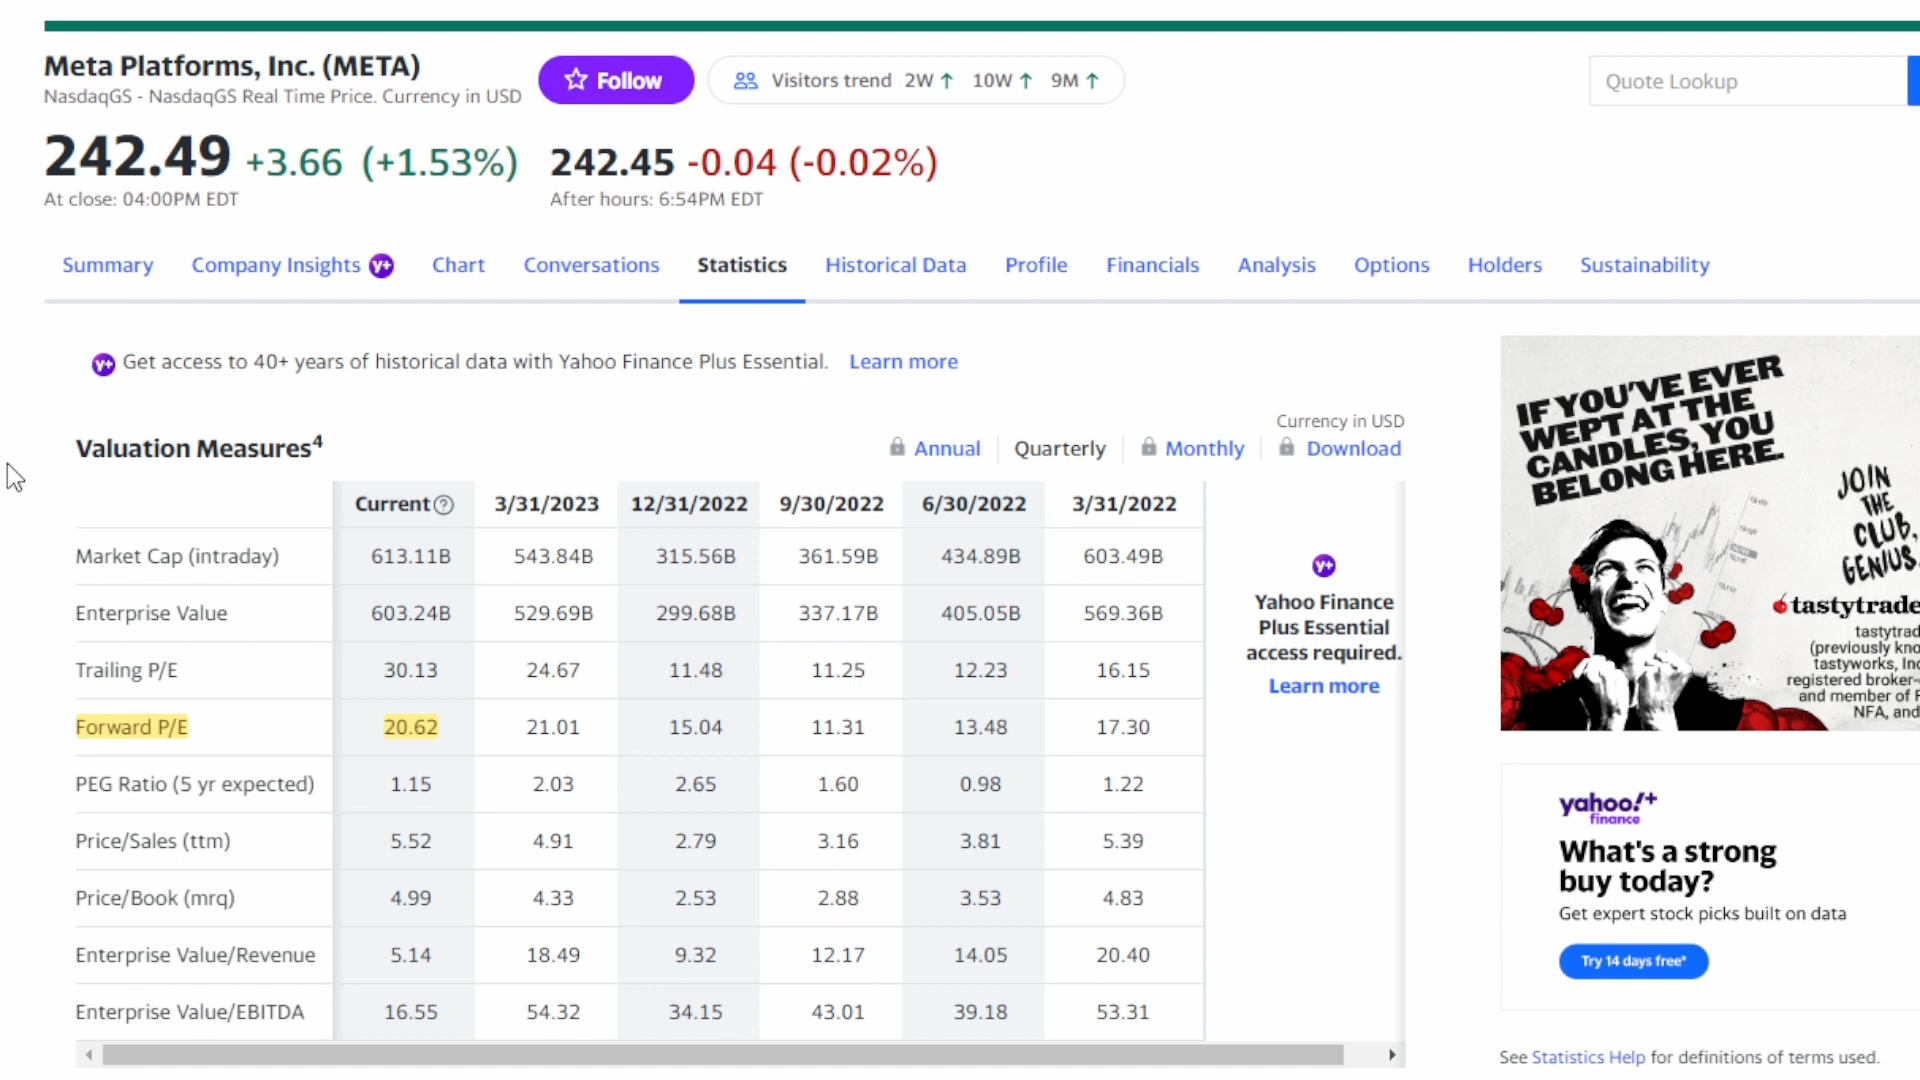 Meta Platforms, Inc. (META)
NasdaqGS - NasdaqGS Real Time Price. Currency in USD
Follow
Visitors trend 2W↑ 10W↑ 9M↑
Quote Lookup
242.49 +3.66 (+1.53%)
At close: 04:00PM EDT
242.45 -0.04 (-0.02%)
After hours: 6:54PM EDT
Summary Company Insights y+ Chart Conversations Statistics Historical Data Profile Financials Analysis Options Holders Sustainability
y+ Get access to 40+ years of historical data with Yahoo Finance Plus Essential. Learn more
Currency in USD
Valuation Measures4
Annual Quarterly Monthly Download
Current? 3/31/2023 12/31/2022 9/30/2022 6/30/2022 3/31/2022
Market Cap (intraday) 613.11B 543.84B 315.56B 361.59B 434.89B 603.49B
Enterprise Value 603.24B 529.69B 299.68B 337.17B 405.05B 569.36B
Trailing P/E 30.13 24.67 11.48 11.25 12.23 16.15
Forward P/E 20.62 21.01 15.04 11.31 13.48 17.30
PEG Ratio (5 yr expected) 1.15 2.03 2.65 1.60 0.98 1.22
Price/Sales (ttm) 5.52 4.91 2.79 3.16 3.81 5.39
Price/Book (mrq) 4.99 4.33 2.53 2.88 3.53 4.83
Enterprise Value/Revenue 5.14 18.49 9.32 12.17 14.05 20.40
Enterprise Value/EBITDA 16.55 54.32 34.15 43.01 39.18 53.31
y+
Yahoo Finance
Plus Essential
access required.
Learn more
IF YOU'VE EVER
WEPT AT THE
CANDLES, YOU
BELONG HERE.
JOIN
THE
CLUB,
GENIUS.
tastytrade
tastytrad
(previously kno
tastyworks, Inc
registered broker-
and member of F
NFA, and
yahoo!+
finance
What's a strong
buy today?
Get expert stock picks built on data
Try 14 days free*
See Statistics Help for definitions of terms used.